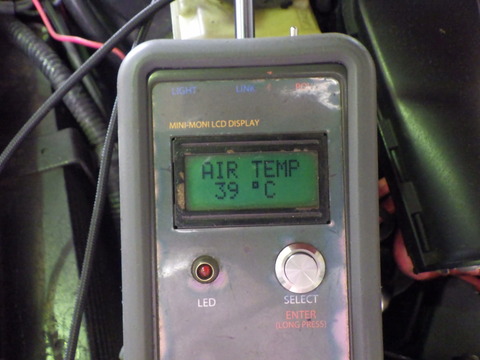 LIGHT LINK
MINI-MONI LCD DISPLAY
AIR TEMP
39 °C
LED
SELECT
ENTER
(LONG PRESS)